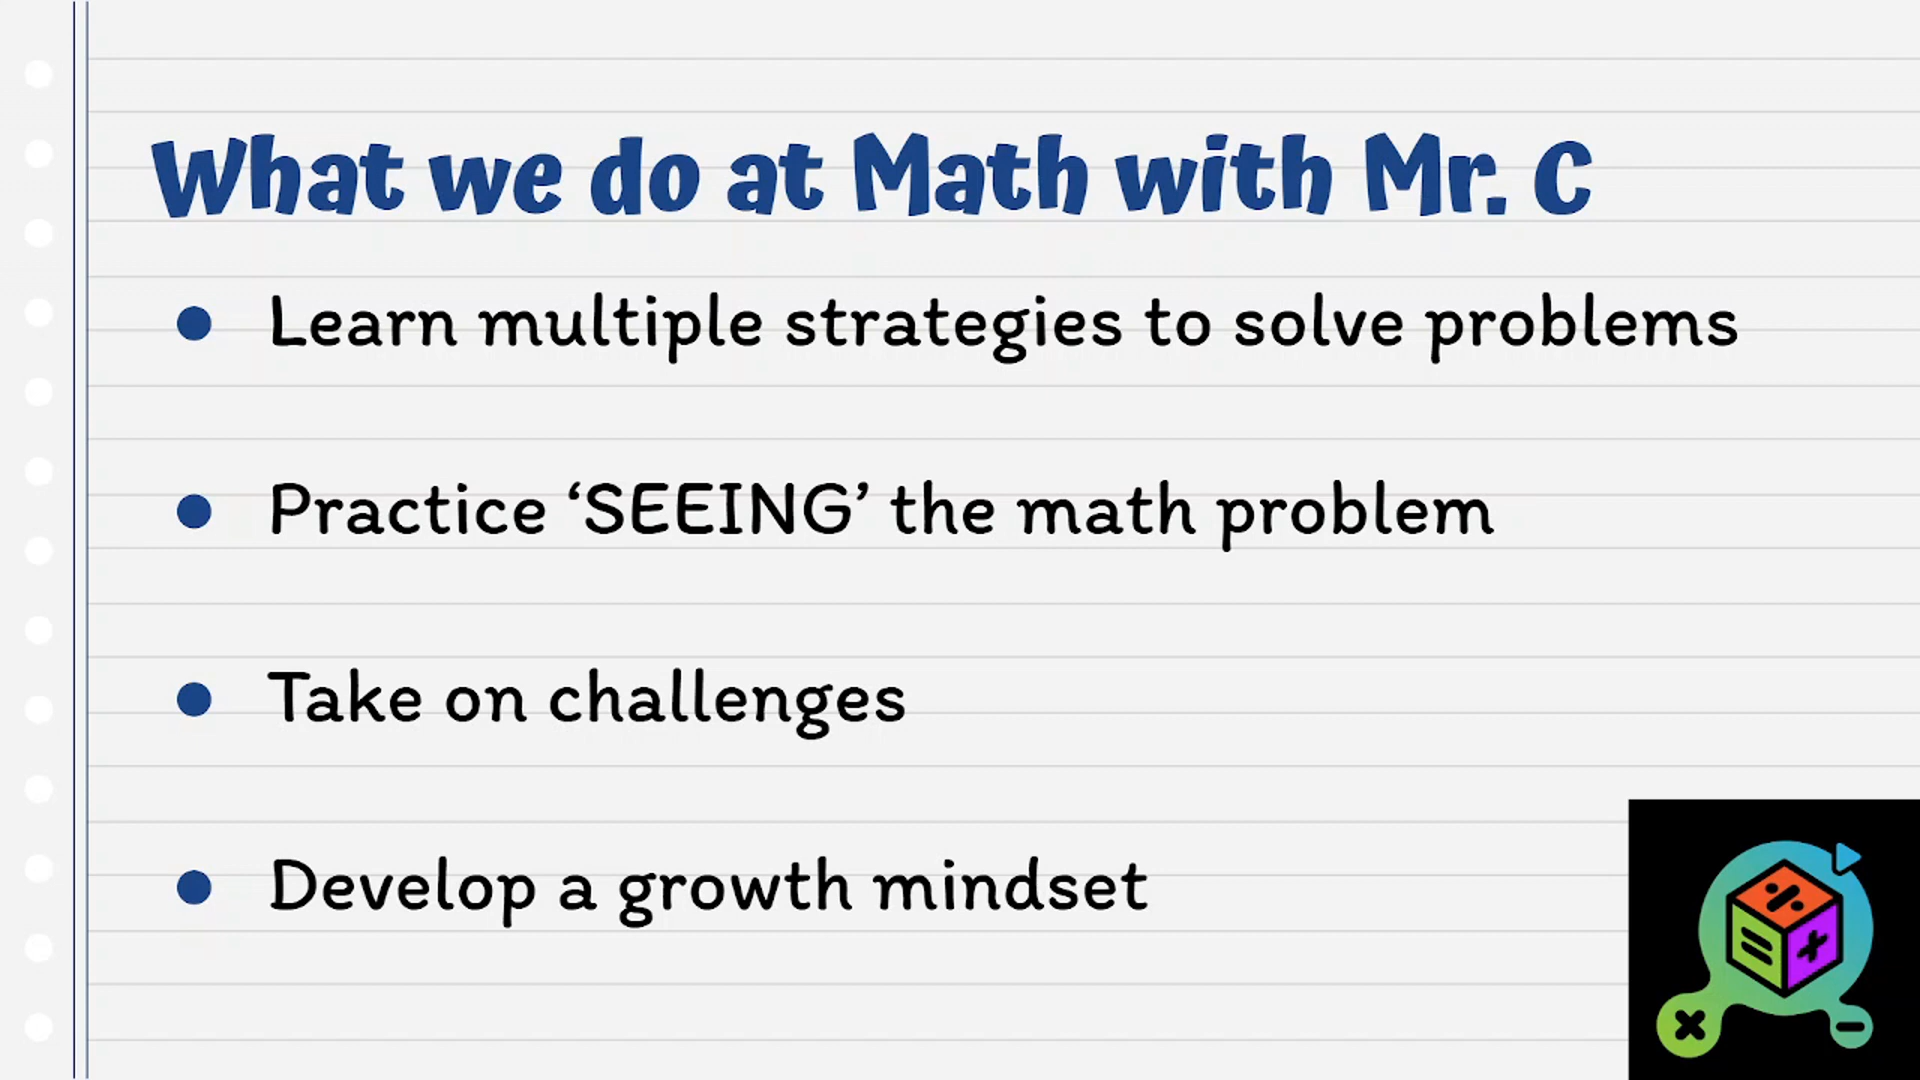 What we do at Math with Mr. C
● Learn multiple strategies to solve problems
● Practice ‘SEEING’ the math problem
● Take on challenges
● Develop a growth mindset